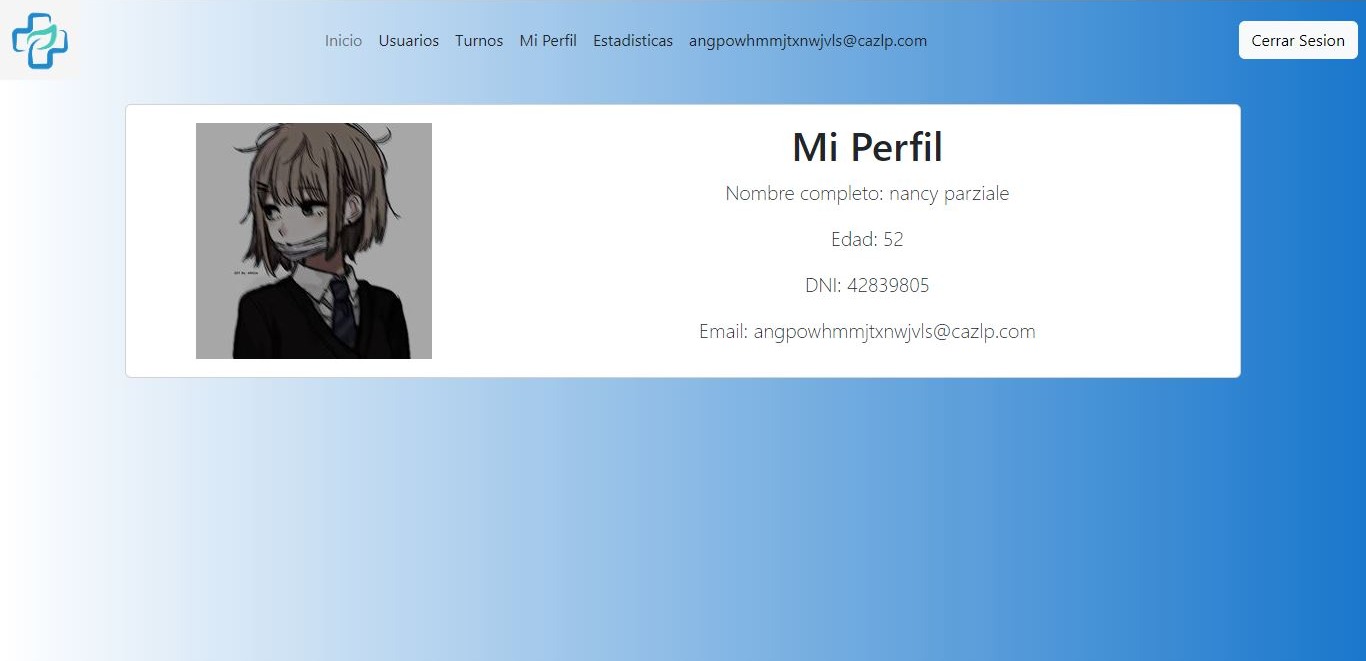 Inicio Usuarios Turnos Mi Perfil Estadisticas angpowhmmjtxnwjvls@cazlp.com Cerrar Sesion
Mi Perfil
Nombre completo: nancy parziale
Edad: 52
DNI: 42839805
Email: angpowhmmjtxnwjvls@cazlp.com